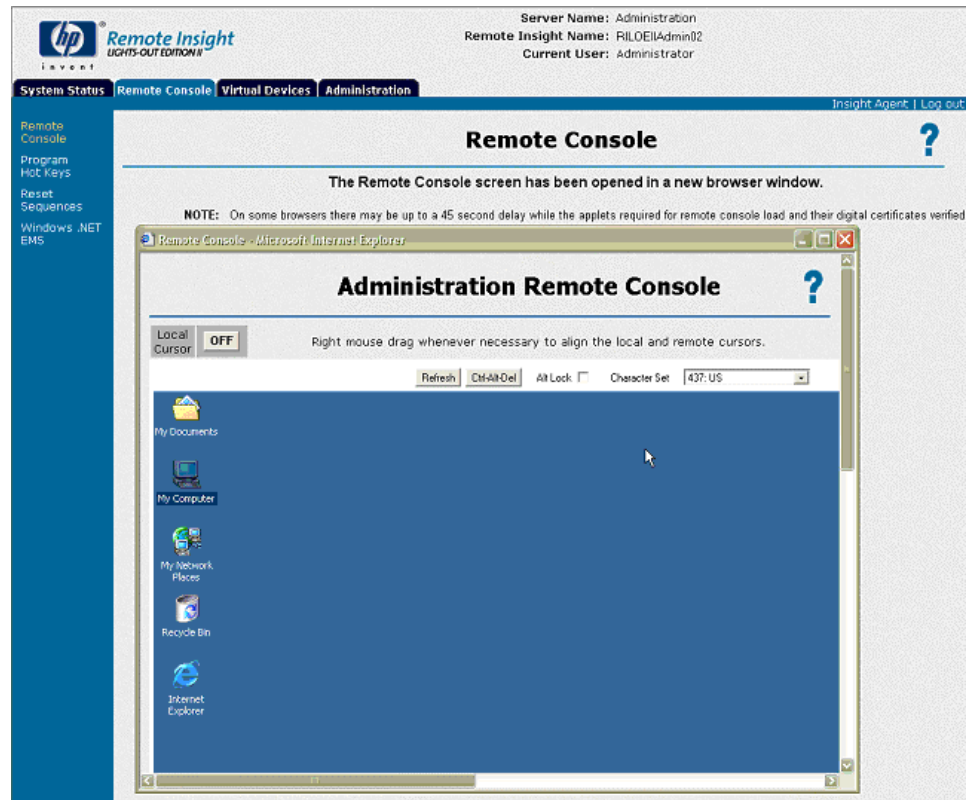 Server Name: Administration
Remote Insight Name: RILOEIIAdmin02
Current User: Administrator
hp
invent
Remote Insight
LIGHTS-OUT EDITION II
System Status
Remote Console
Virtual Devices
Administration
Insight Agent | Log out
Remote
Console
Program
Hot Keys
Reset
Sequences
Windows .NET
EMS
Remote Console
?
The Remote Console screen has been opened in a new browser window.
NOTE: On some browsers there may be up to a 45 second delay while the applets required for remote console load and their digital certificates verified
Remote Console - Microsoft Internet Explorer
Administration Remote Console
?
Local
Cursor
OFF
Right mouse drag whenever necessary to align the local and remote cursors.
Refresh
Ctrl-Alt-Del
Alt Lock
Character Set
437: US
My Documents
My Computer
My Network
Places
Recycle Bin
Internet
Explorer